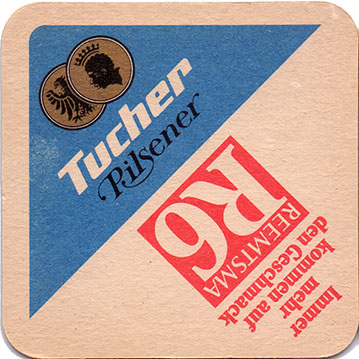 Tucher
Pilsener
R6
REEMTSMA
Immer
mehr
kommen auf
den Geschmack